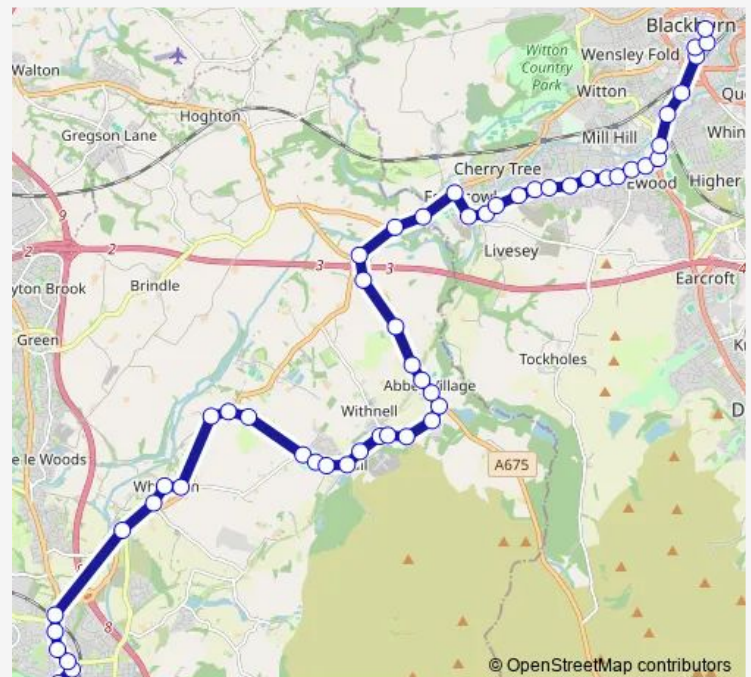 Blackburn
Witton
Country
Park
Wensley Fold
Walton
Witton
Hoghton
Gregson Lane
Mill Hill
Cherry Tree
Ewood
Higher
9
2
2
3
3
4
Livesey
Brindle
Earcroft
Green
Tockholes
Withnell
A675
8
© OpenStreetMap contributors